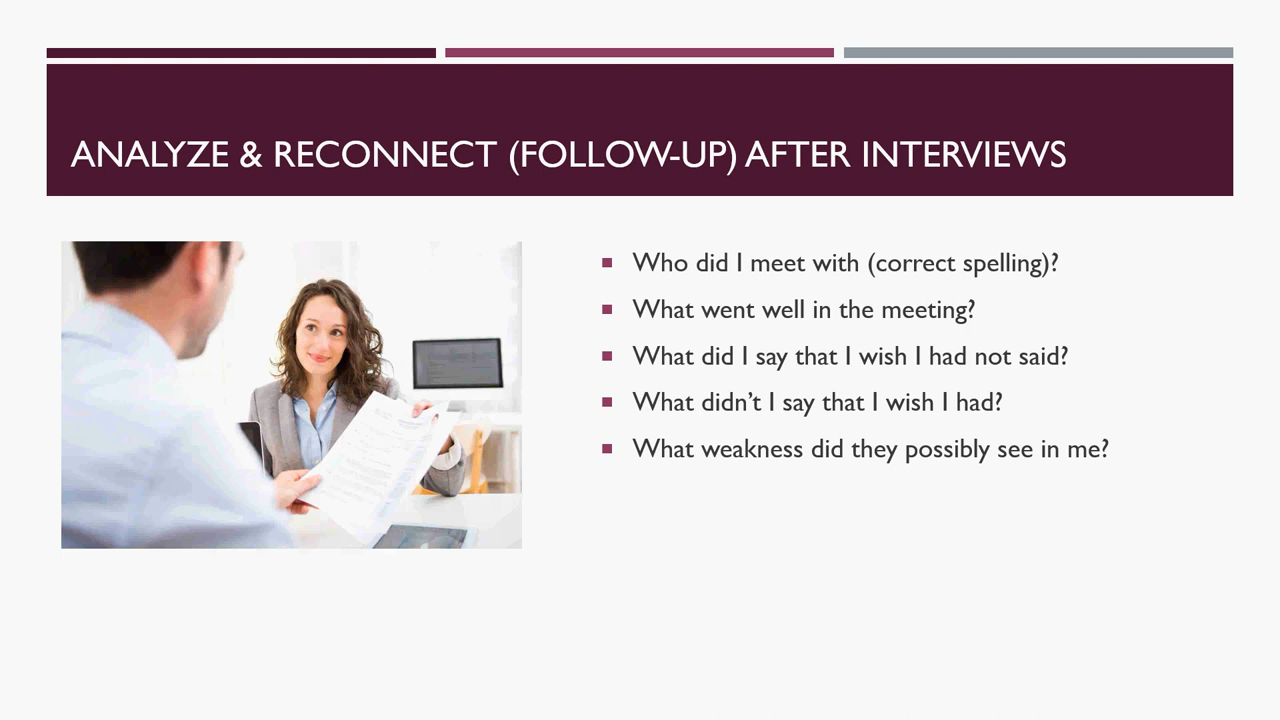 ANALYZE & RECONNECT (FOLLOW-UP) AFTER INTERVIEWS
Who did I meet with (correct spelling)?
What went well in the meeting?
What did I say that I wish I had not said?
What didn’t I say that I wish I had?
What weakness did they possibly see in me?